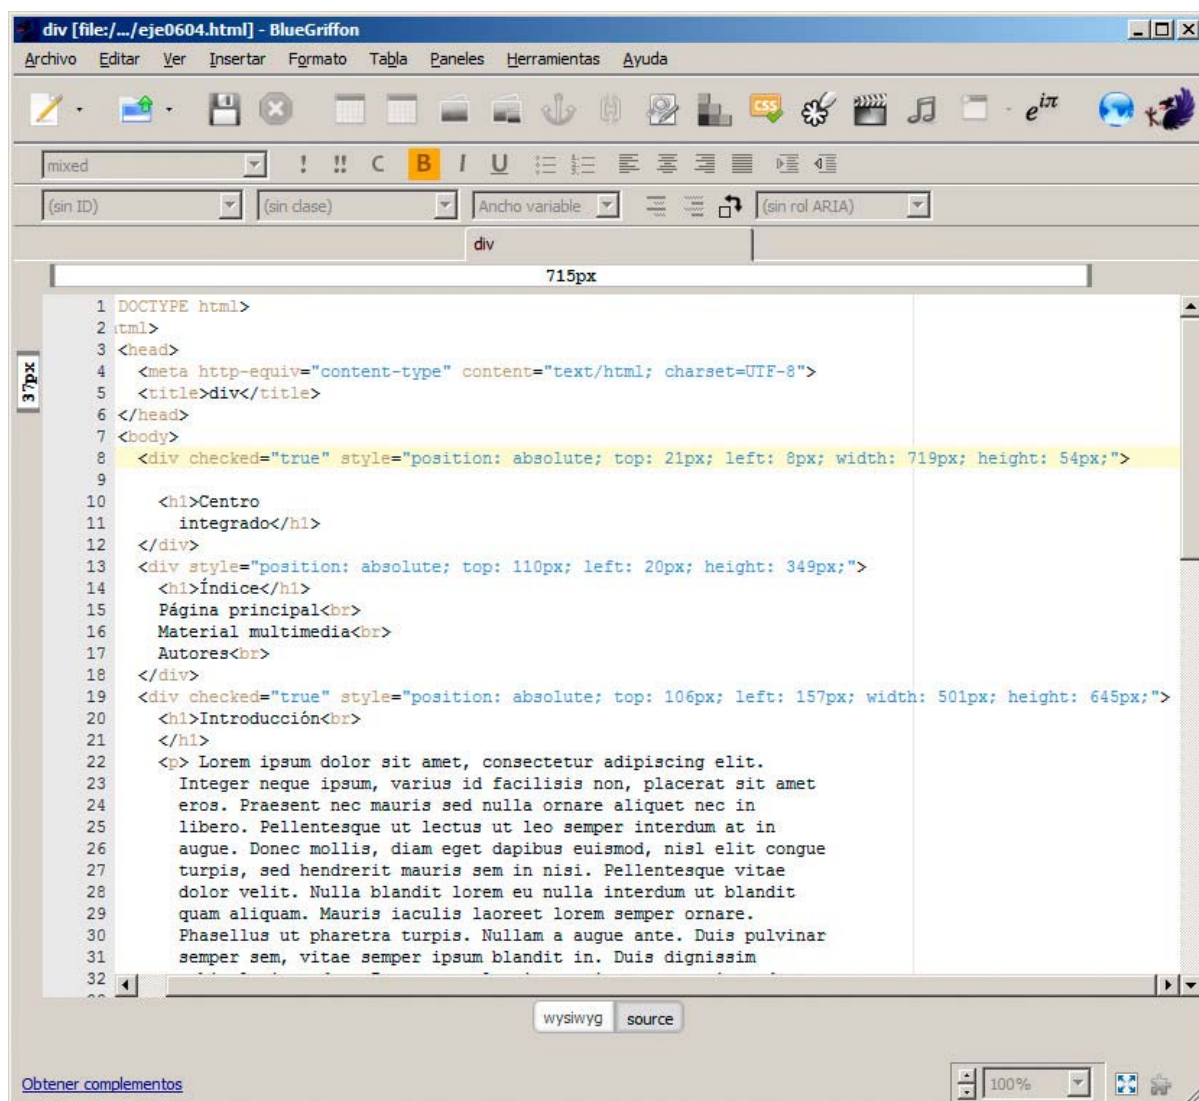 div [file:/.../eje0604.html] - BlueGriffon
Archivo Editar Ver Insertar Formato Tabla Paneles Herramientas Ayuda
CSS eiπ
mixed ! !! C B I U
(sin ID) (sin clase) Ancho variable (sin rol ARIA)
div
715px
37px
1 DOCTYPE html>
2 tml>
3 <head>
4 <meta http-equiv="content-type" content="text/html; charset=UTF-8">
5 <title>div</title>
6 </head>
7 <body>
8 <div checked="true" style="position: absolute; top: 21px; left: 8px; width: 719px; height: 54px;">
9
10 <h1>Centro
11 integrado</h1>
12 </div>
13 <div style="position: absolute; top: 110px; left: 20px; height: 349px;">
14 <h1>Índice</h1>
15 Página principal<br>
16 Material multimedia<br>
17 Autores<br>
18 </div>
19 <div checked="true" style="position: absolute; top: 106px; left: 157px; width: 501px; height: 645px;">
20 <h1>Introducción<br>
21 </h1>
22 <p> Lorem ipsum dolor sit amet, consectetur adipiscing elit.
23 Integer neque ipsum, varius id facilisis non, placerat sit amet
24 eros. Praesent nec mauris sed nulla ornare aliquet nec in
25 libero. Pellentesque ut lectus ut leo semper interdum at in
26 augue. Donec mollis, diam eget dapibus euismod, nisl elit congue
27 turpis, sed hendrerit mauris sem in nisi. Pellentesque vitae
28 dolor velit. Nulla blandit lorem eu nulla interdum ut blandit
29 quam aliquam. Mauris iaculis laoreet lorem semper ornare.
30 Phasellus ut pharetra turpis. Nullam a augue ante. Duis pulvinar
31 semper sem, vitae semper ipsum blandit in. Duis dignissim
32
wysiwyg source
Obtener complementos 100%